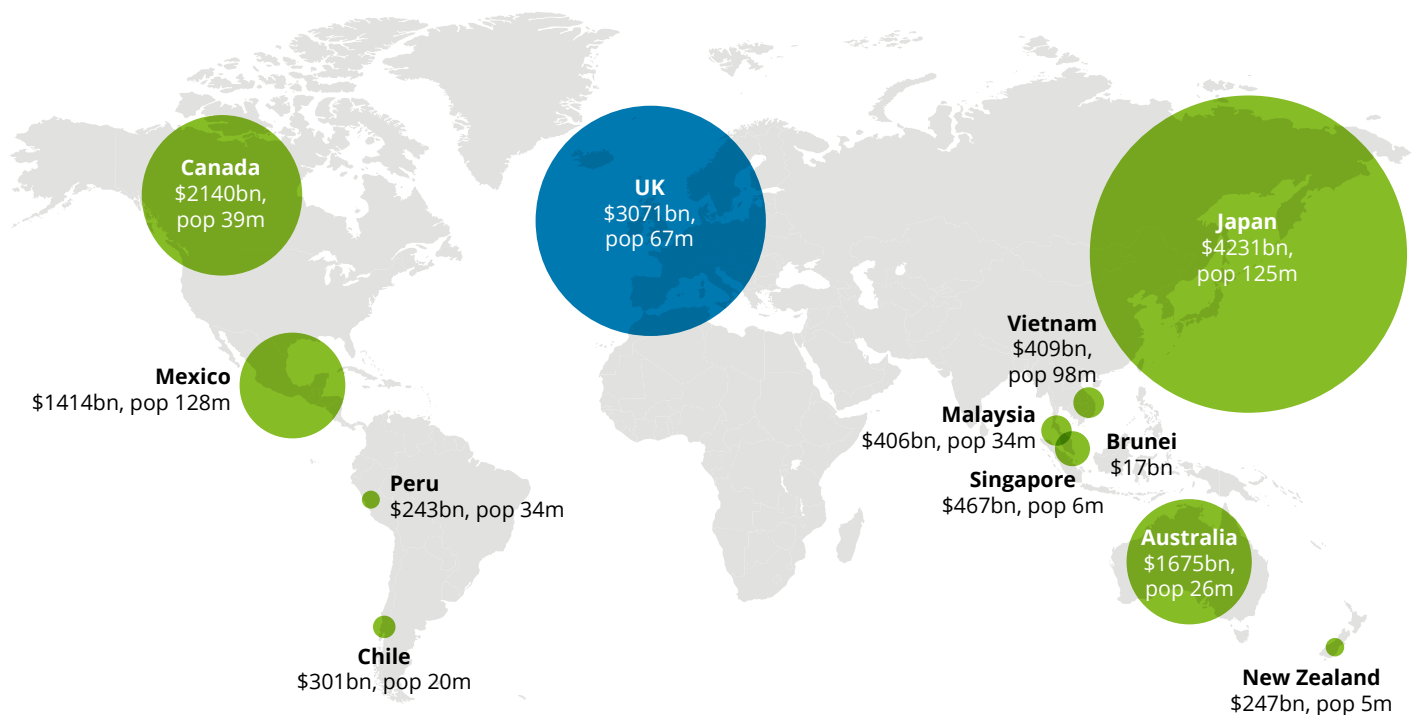 Canada
$2140bn,
pop 39m
UK
$3071bn,
pop 67m
Japan
$4231bn,
pop 125m
Vietnam
$409bn,
pop 98m
Mexico
$1414bn, pop 128m
Malaysia
$406bn, pop 34m
Brunei
$17bn
Singapore
$467bn, pop 6m
Peru
$243bn, pop 34m
Australia
$1675bn,
pop 26m
Chile
$301bn, pop 20m
New Zealand
$247bn, pop 5m